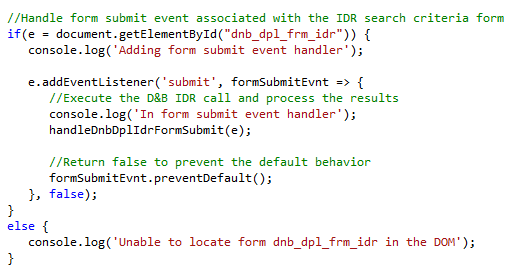 //Handle form submit event associated with the IDR search criteria form
if(e = document.getElementById("dnb_dpl_frm_idr")) {
   console.log('Adding form submit event handler');

   e.addEventListener('submit', formSubmitEvnt => {
      //Execute the D&B IDR call and process the results
      console.log('In form submit event handler');
      handleDnbDplIdrFormSubmit(e);

      //Return false to prevent the default behavior
      formSubmitEvnt.preventDefault();
   }, false);
}
else {
   console.log('Unable to locate form dnb_dpl_frm_idr in the DOM');
}